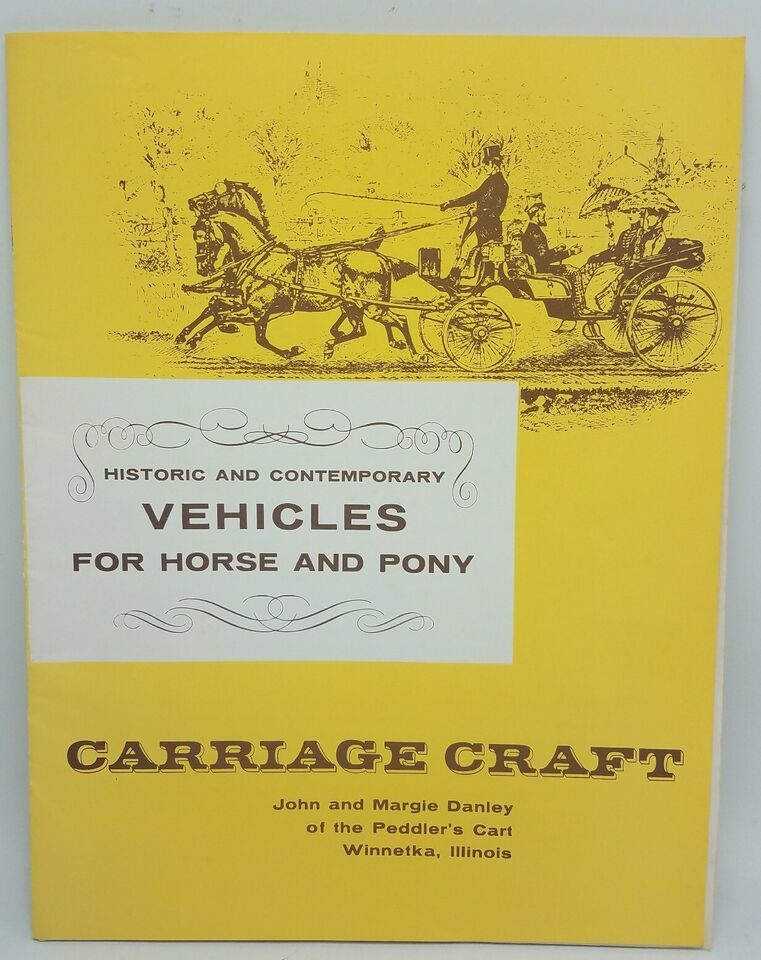 HISTORIC AND CONTEMPORARY
VEHICLES
FOR HORSE AND PONY
CARRIAGE CRAFT
John and Margie Danley
of the Peddler's Cart
Winnetka, Illinois